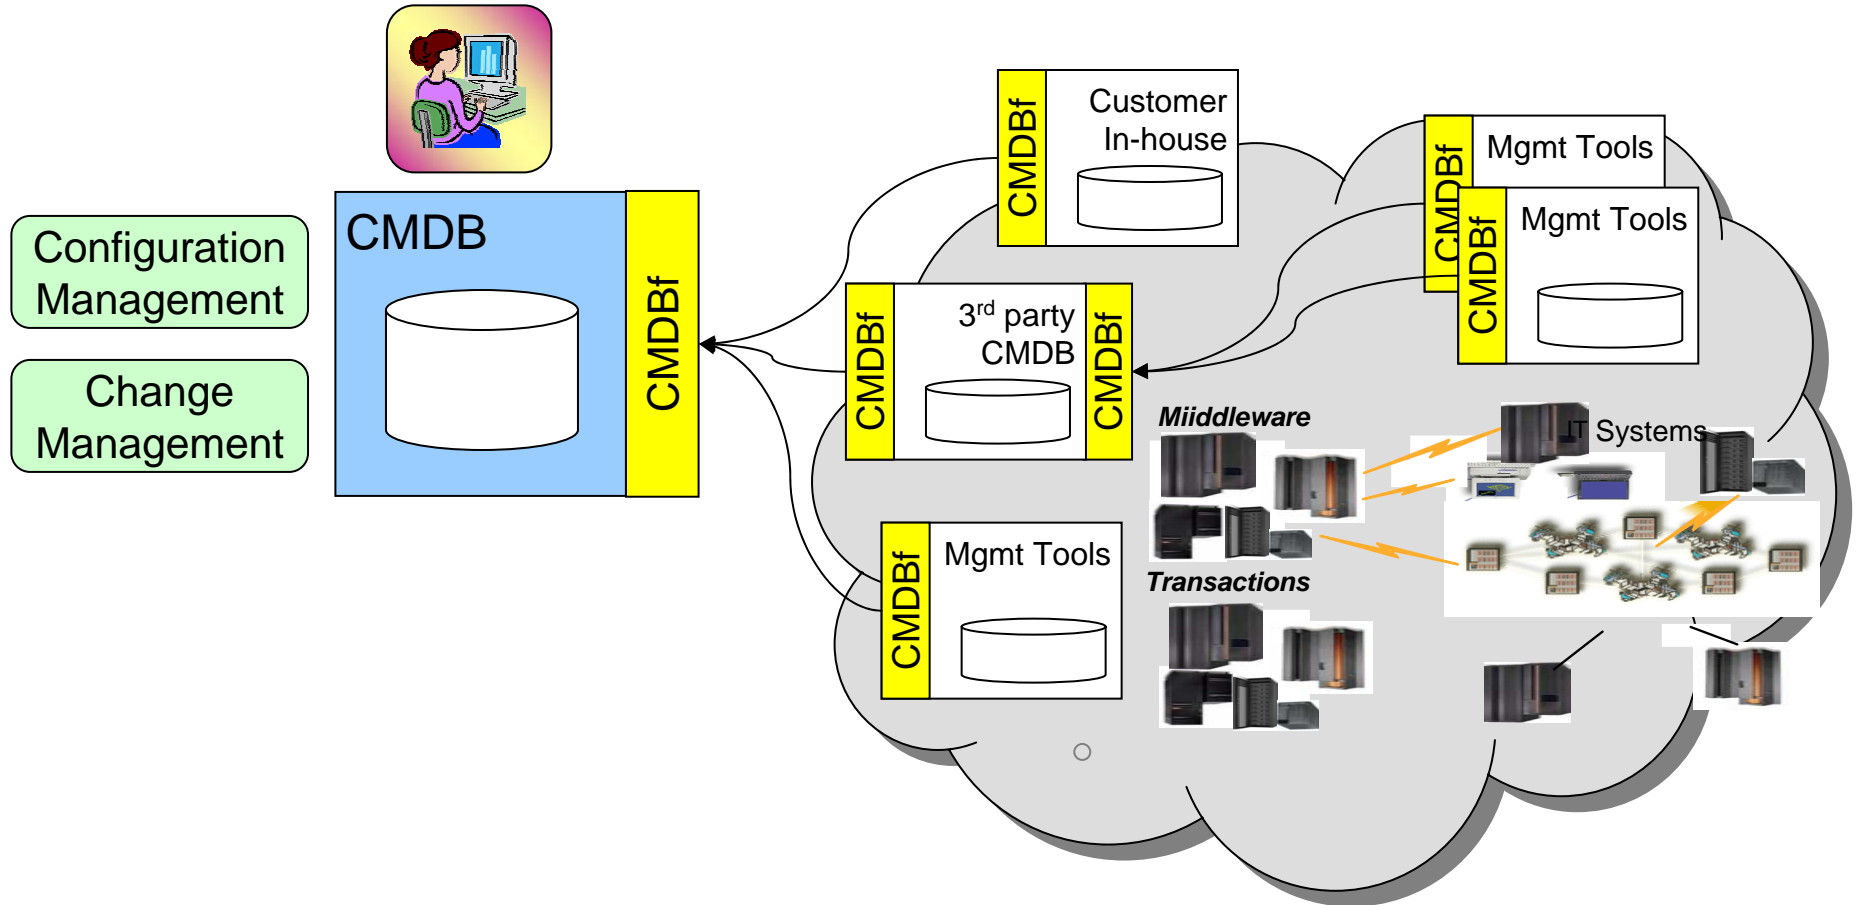 Configuration
Management
Change
Management
CMDB
CMDBf
CMDBf
Customer
In-house
CMDBf
3rd party
CMDB
CMDBf
CMDBf
Mgmt Tools
CMDBf
Mgmt Tools
CMDBf
Mgmt Tools
Miiddleware
Transactions
IT Systems